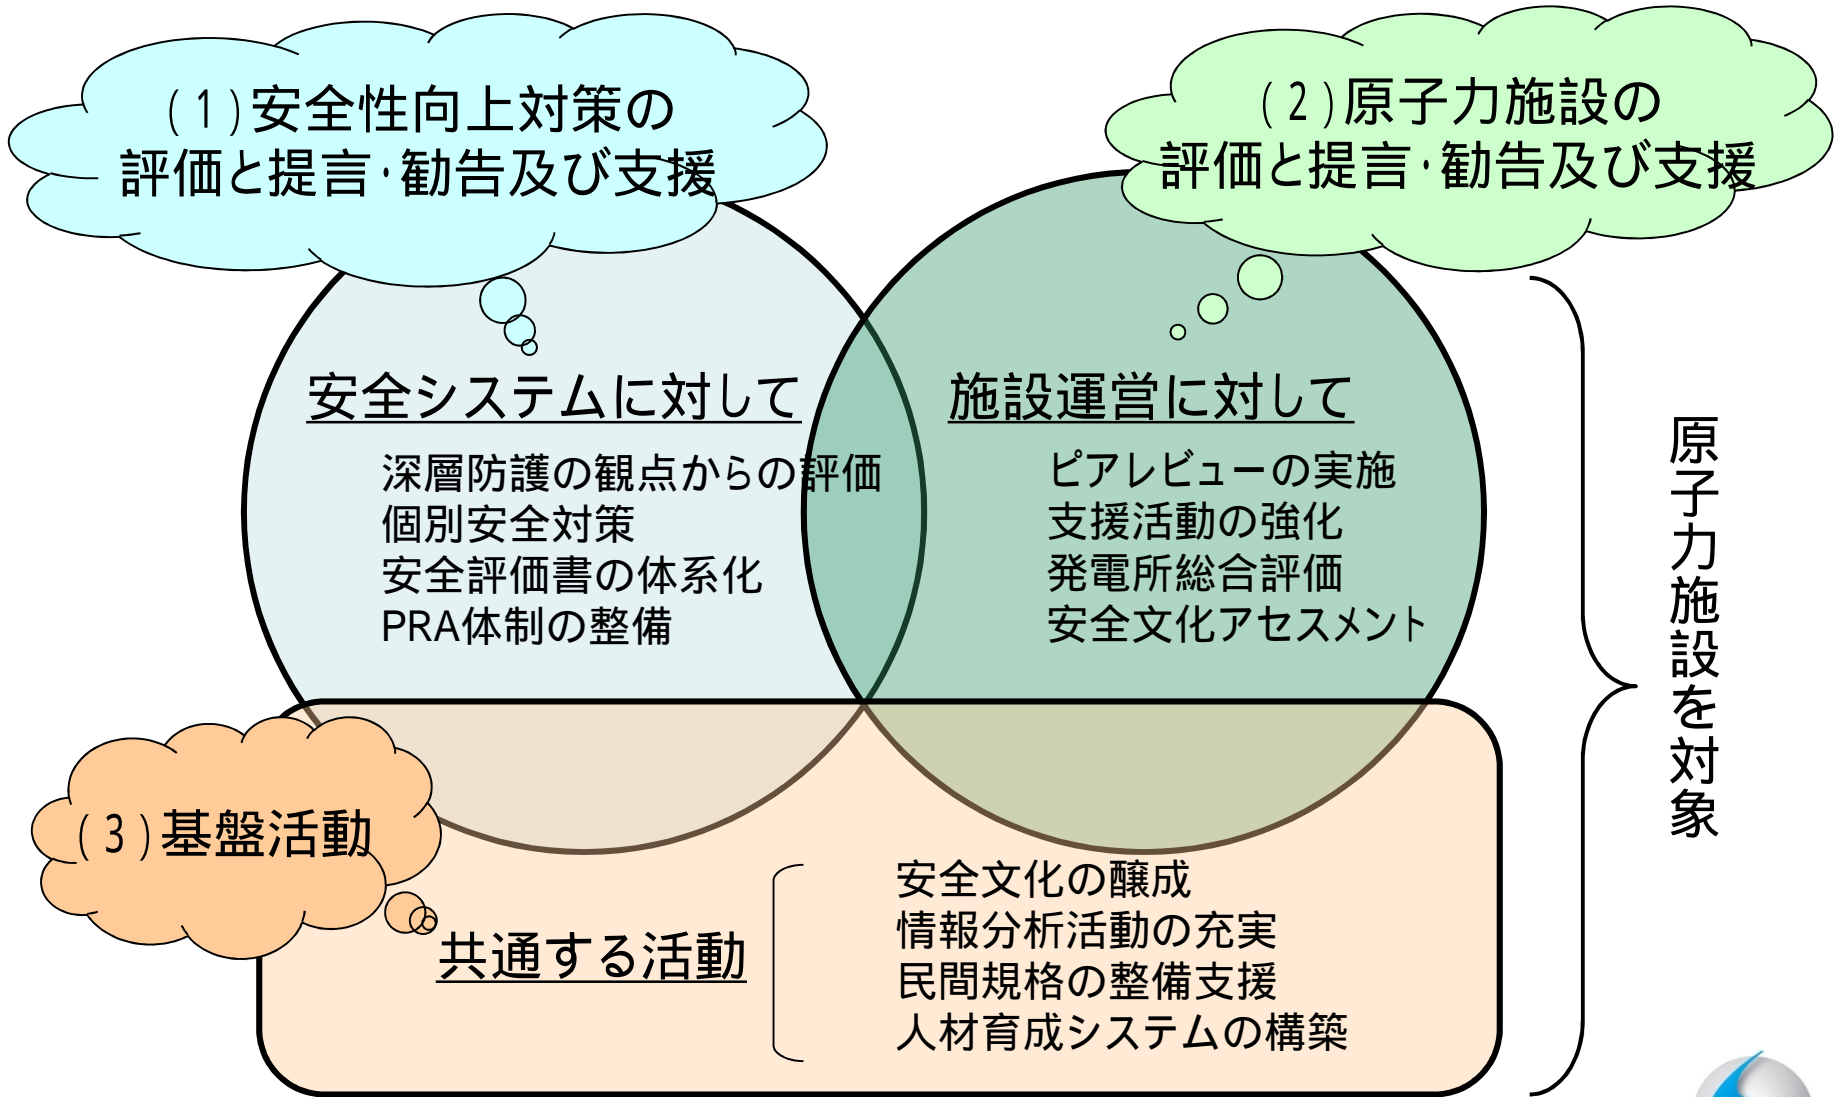 (1)安全性向上対策の
評価と提言・勧告及び支援
(2)原子力施設の
評価と提言・勧告及び支援
安全システムに対して
深層防護の観点からの評価
個別安全対策
安全評価書の体系化
PRA体制の整備
施設運営に対して
ピアレビューの実施
支援活動の強化
発電所総合評価
安全文化アセスメント
原子力施設を対象
(3)基盤活動
共通する活動
安全文化の醸成
情報分析活動の充実
民間規格の整備支援
人材育成システムの構築